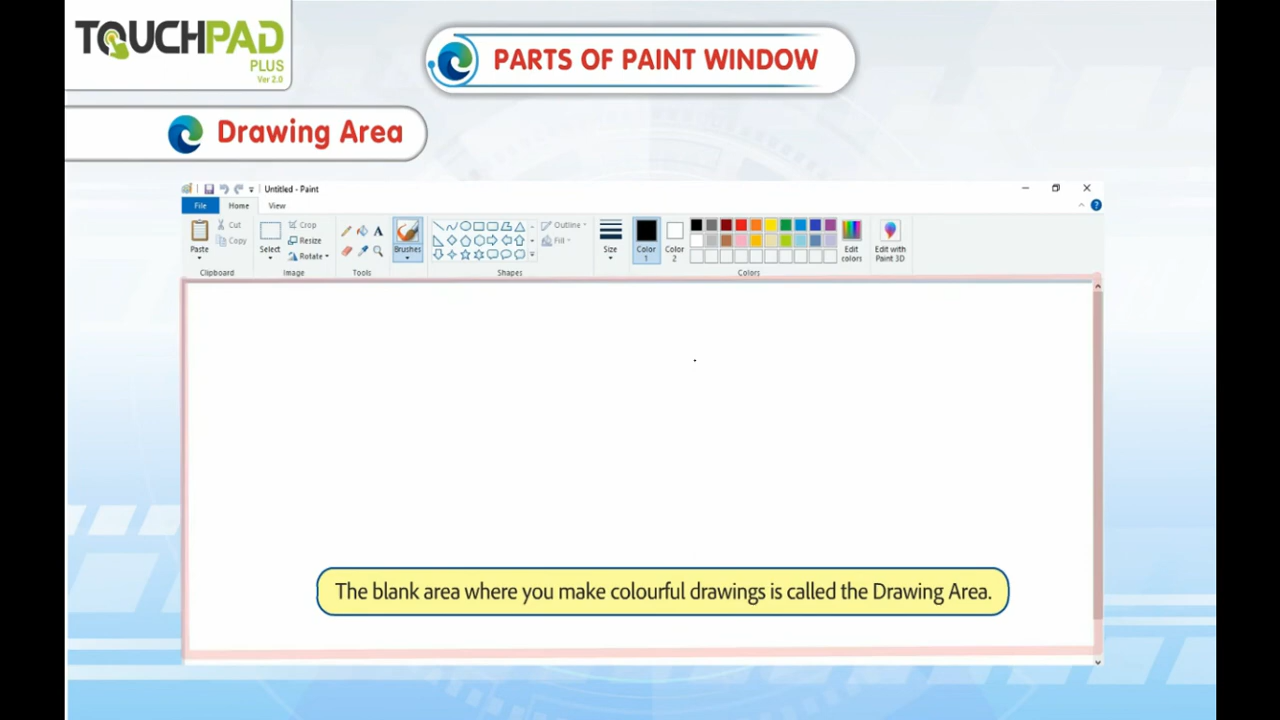 TOUCHPAD
PLUS
Ver 2.0
PARTS OF PAINT WINDOW
Drawing Area
Untitled - Paint
File Home View
Paste
Cut
Copy
Clipboard
Select
Crop
Resize
Rotate
Image
A
Tools
Brushes
Outline
Fill
Shapes
Size
Color
1
Color
2
Edit
colors
Colors
Edit with
Paint 3D
The blank area where you make colourful drawings is called the Drawing Area.